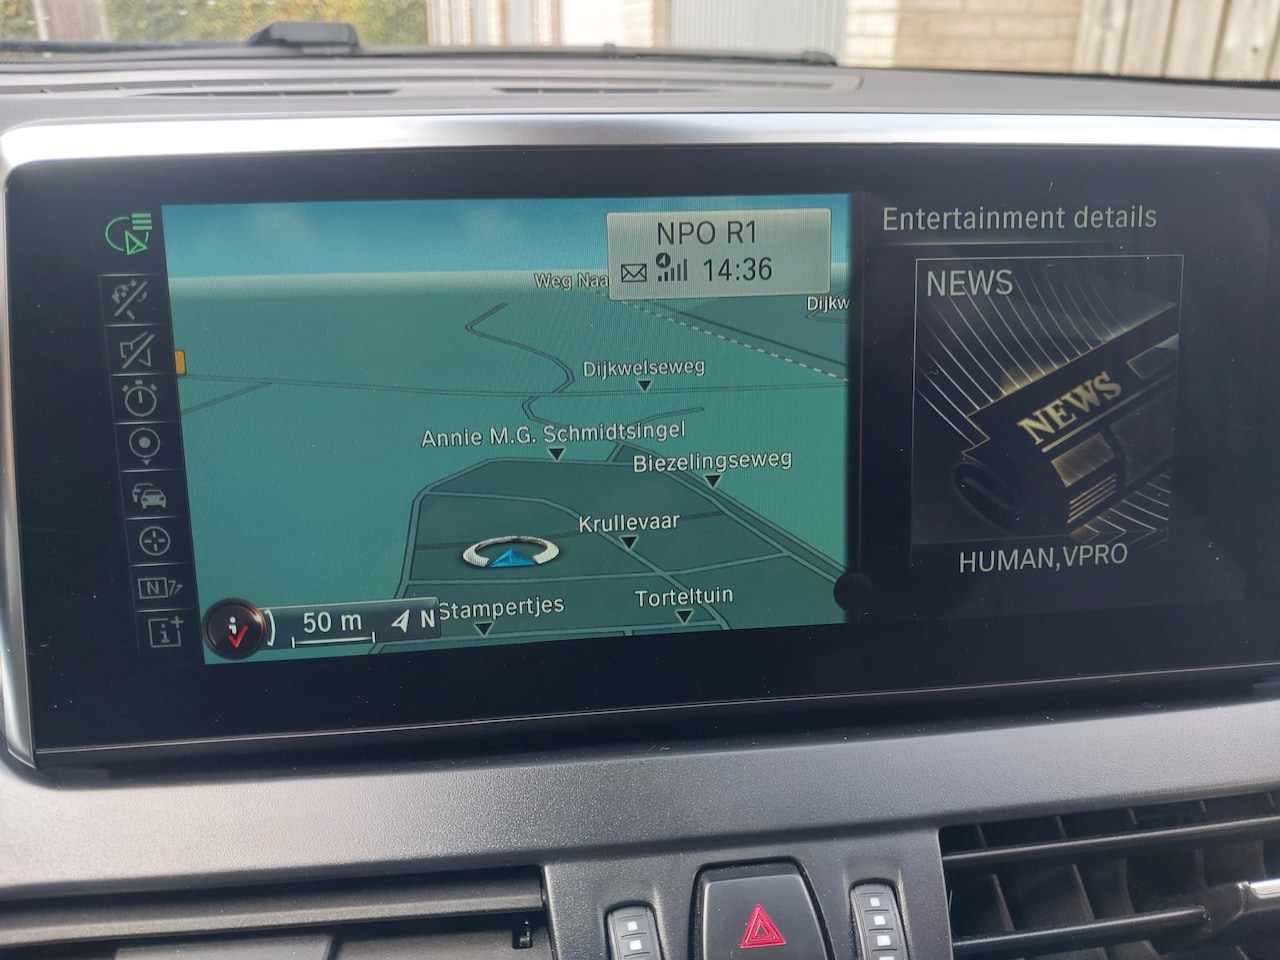 NPO R1
4 14:36
Entertainment details
NEWS
NEWS
HUMAN,VPRO
Weg Naa
Dijkw
Dijkwelseweg
Annie M.G. Schmidtsingel
Biezelingseweg
Krullevaar
Stampertjes
Torteltuin
50 m
N
N
i
i+